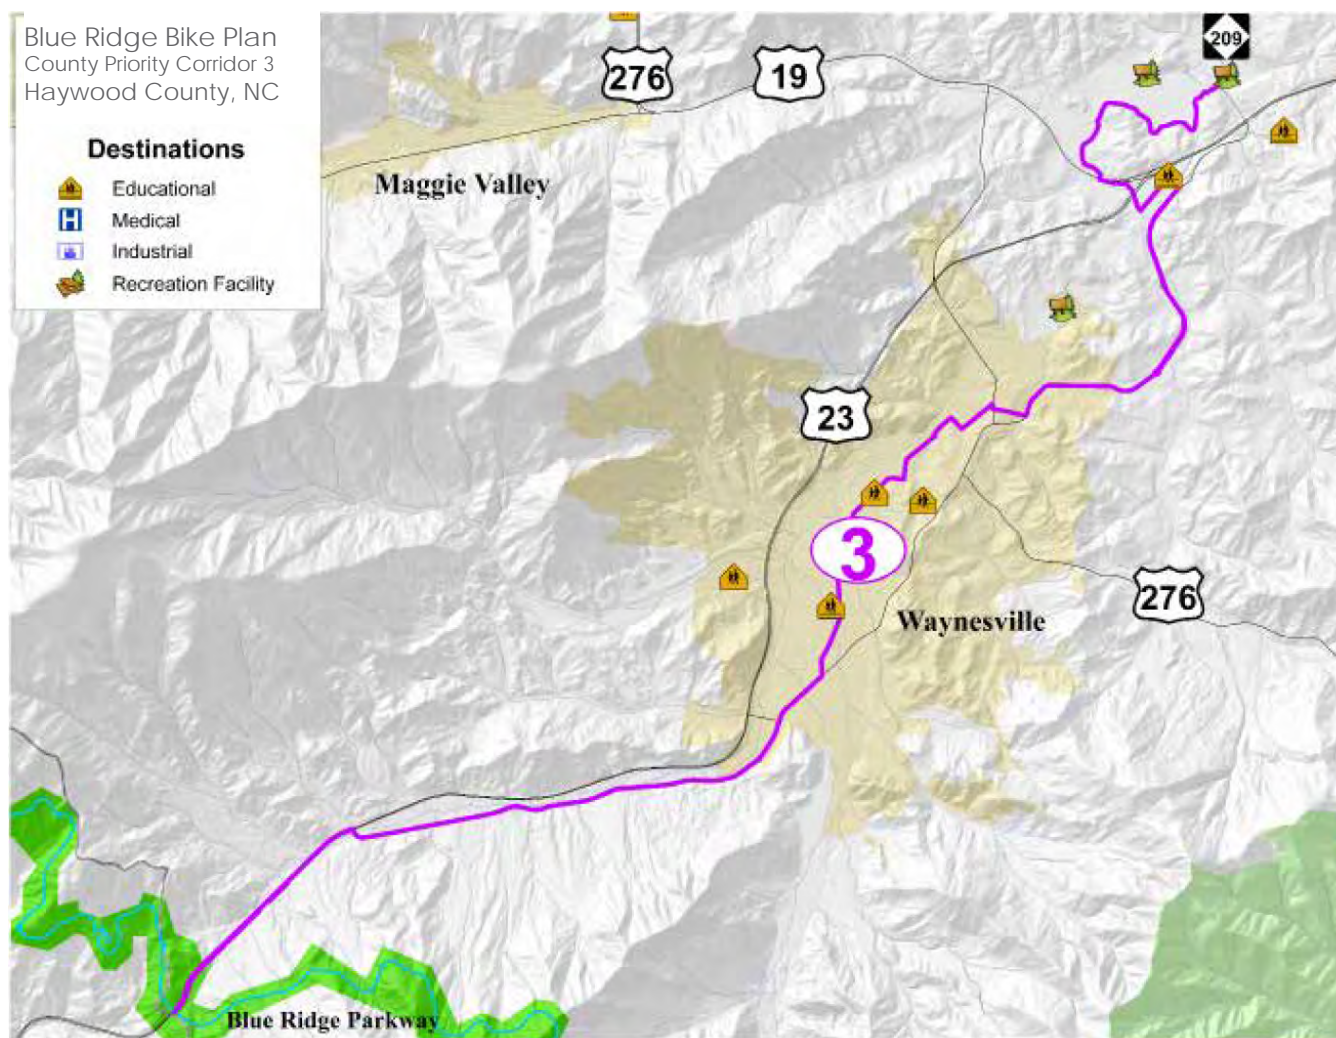 Blue Ridge Bike Plan
County Priority Corridor 3
Haywood County, NC
Destinations
Educational
Medical
Industrial
Recreation Facility
209
276
19
Maggie Valley
23
3
276
Waynesville
Blue Ridge Parkway